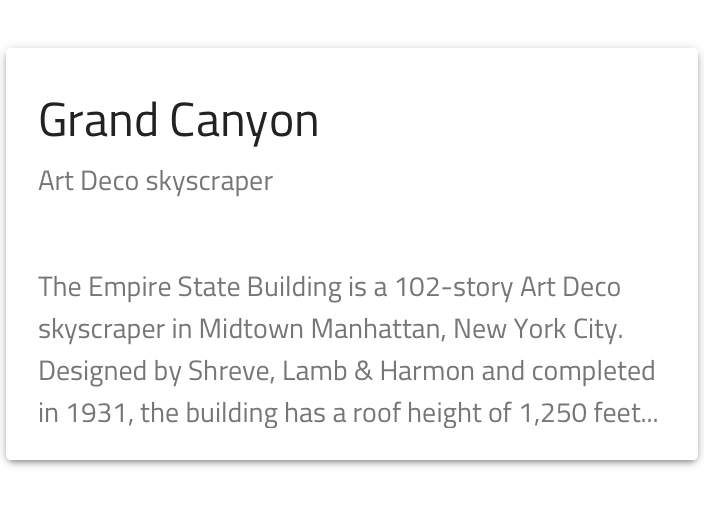 Grand Canyon
Art Deco skyscraper
The Empire State Building is a 102-story Art Deco
skyscraper in Midtown Manhattan, New York City.
Designed by Shreve, Lamb & Harmon and completed
in 1931, the building has a roof height of 1,250 feet...